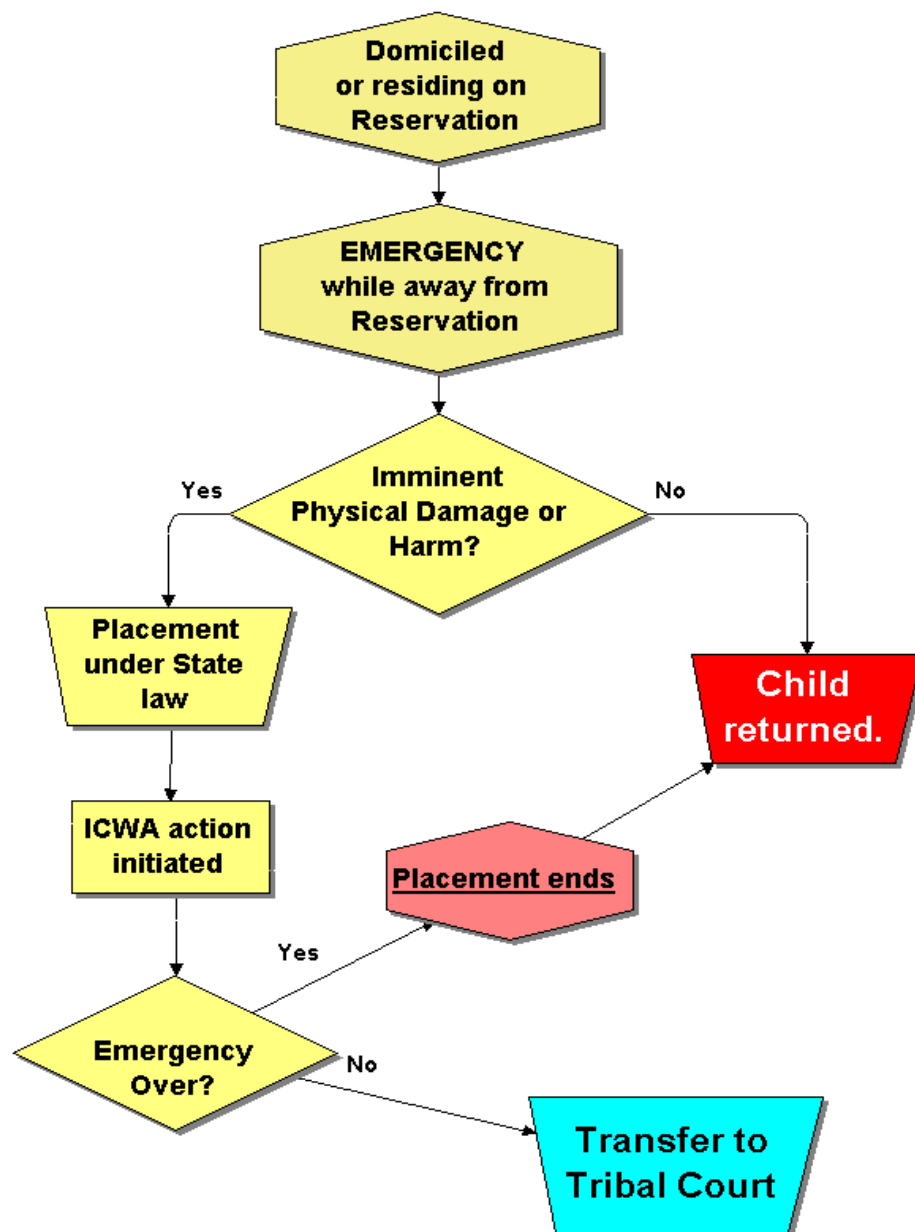 Domiciled
or residing on
Reservation
EMERGENCY
while away from
Reservation
Imminent
Physical Damage or
Harm?
Yes
No
Placement
under State
law
Child
returned.
ICWA action
initiated
Placement ends
Yes
Emergency
Over?
No
Transfer to
Tribal Court